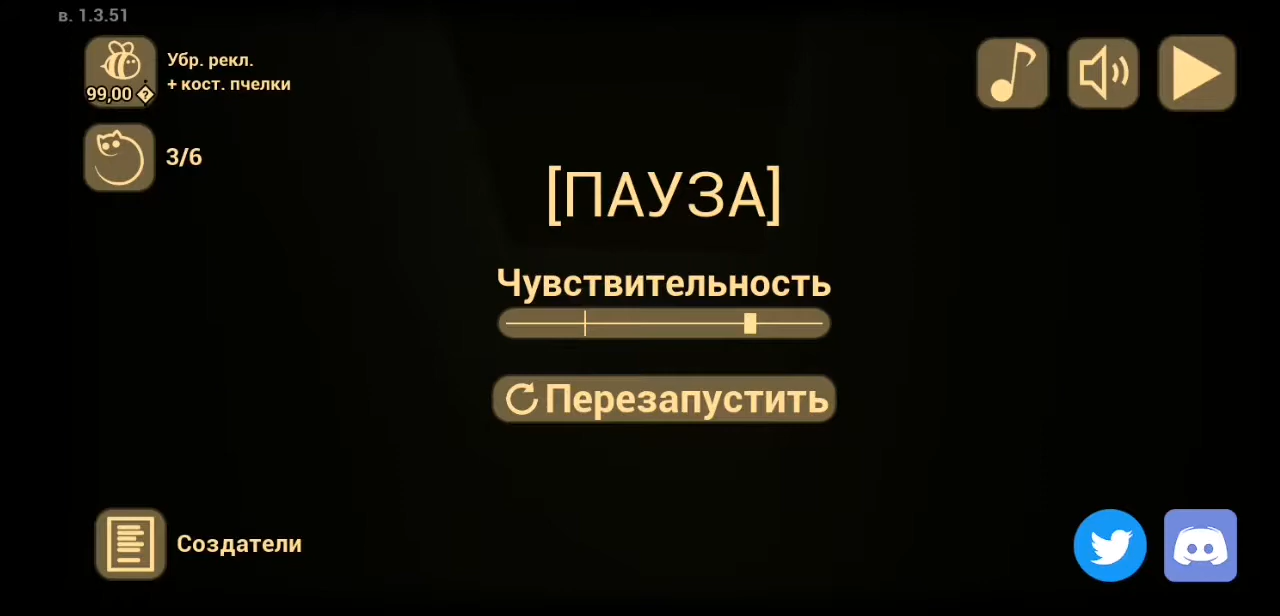 в. 1.3.51
Убр. рекл.
+ кост. пчелки
99,00
3/6
[ПАУЗА]
Чувствительность
Перезапустить
Создатели